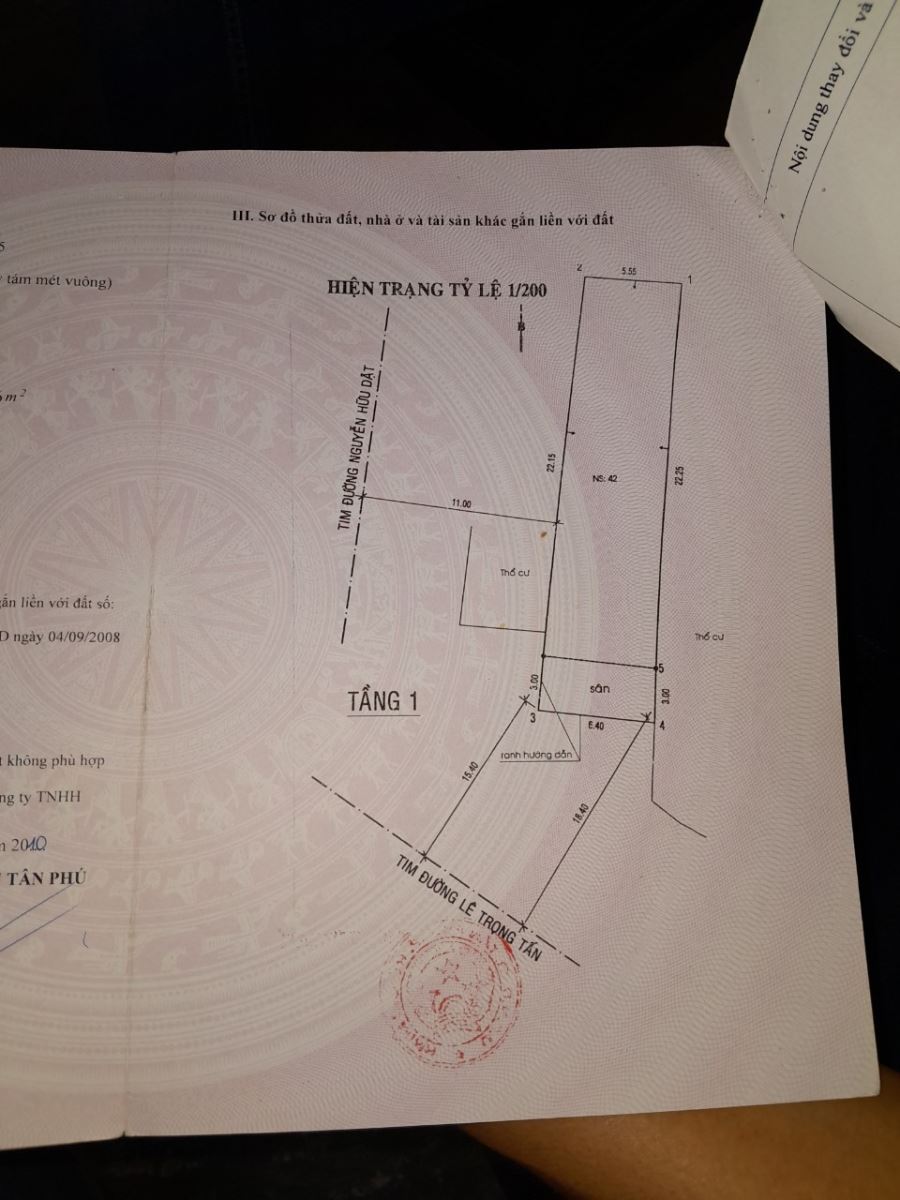 Nội dung thay đổi và
III. Sơ đồ thửa đất, nhà ở và tài sản khác gắn liền với đất
5
tám mét vuông)
HIỆN TRẠNG TỶ LỆ 1/200
B
2
5.55
1
m²
TIM ĐƯỜNG NGUYỄN HỮU DẬT
22.15
NS: 42
22.25
11.00
Thổ cư
gắn liền với đất số:
D ngày 04/09/2008
Thổ cư
5
TẦNG 1
3.00
sân
3.00
3
6.40
4
ranh hướng dẫn
không phù hợp
15.40
ng ty TNHH
18.40
2010
TÂN PHÚ
TIM ĐƯỜNG LÊ TRỌNG TẤN